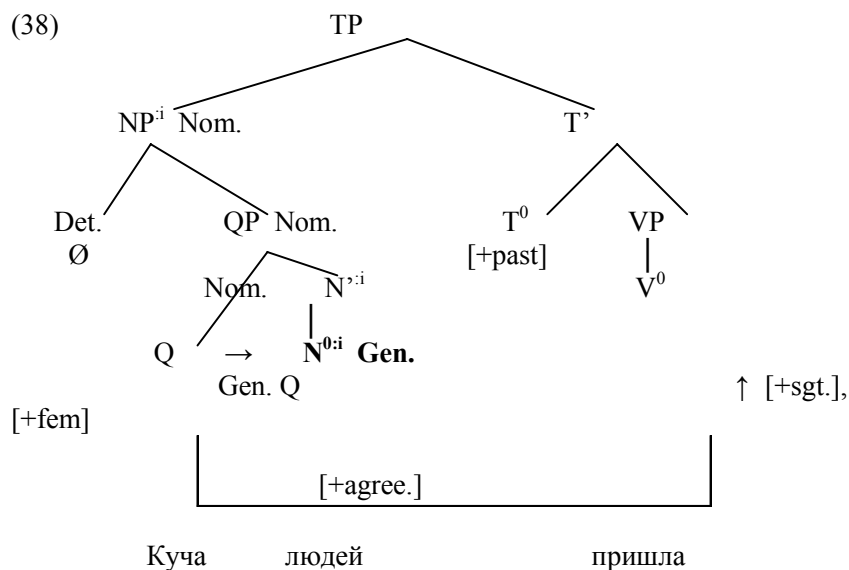 (38) TP
NP:i Nom. T’
Det. QP Nom. T0 VP
Ø [+past]
Nom. N’:i V0
Q → N0:i Gen.
Gen. Q ↑ [+sgt.],
[+fem]
[+agree.]
Куча людей пришла